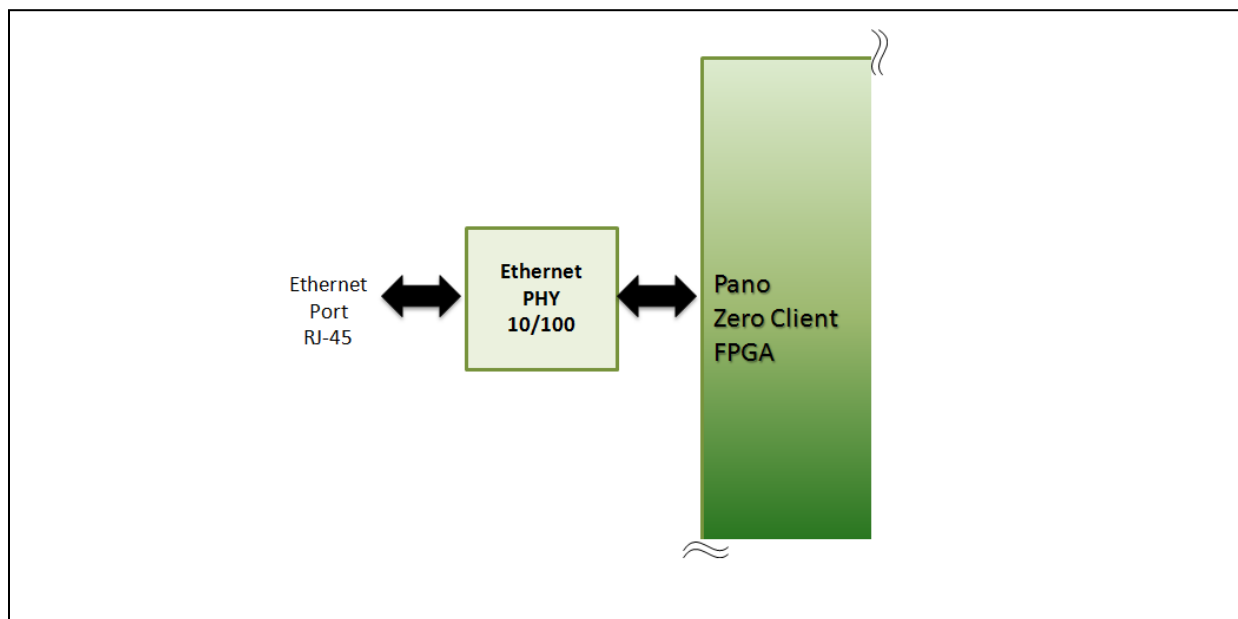 Ethernet
Port
RJ-45
Ethernet
PHY
10/100
Pano
Zero Client
FPGA